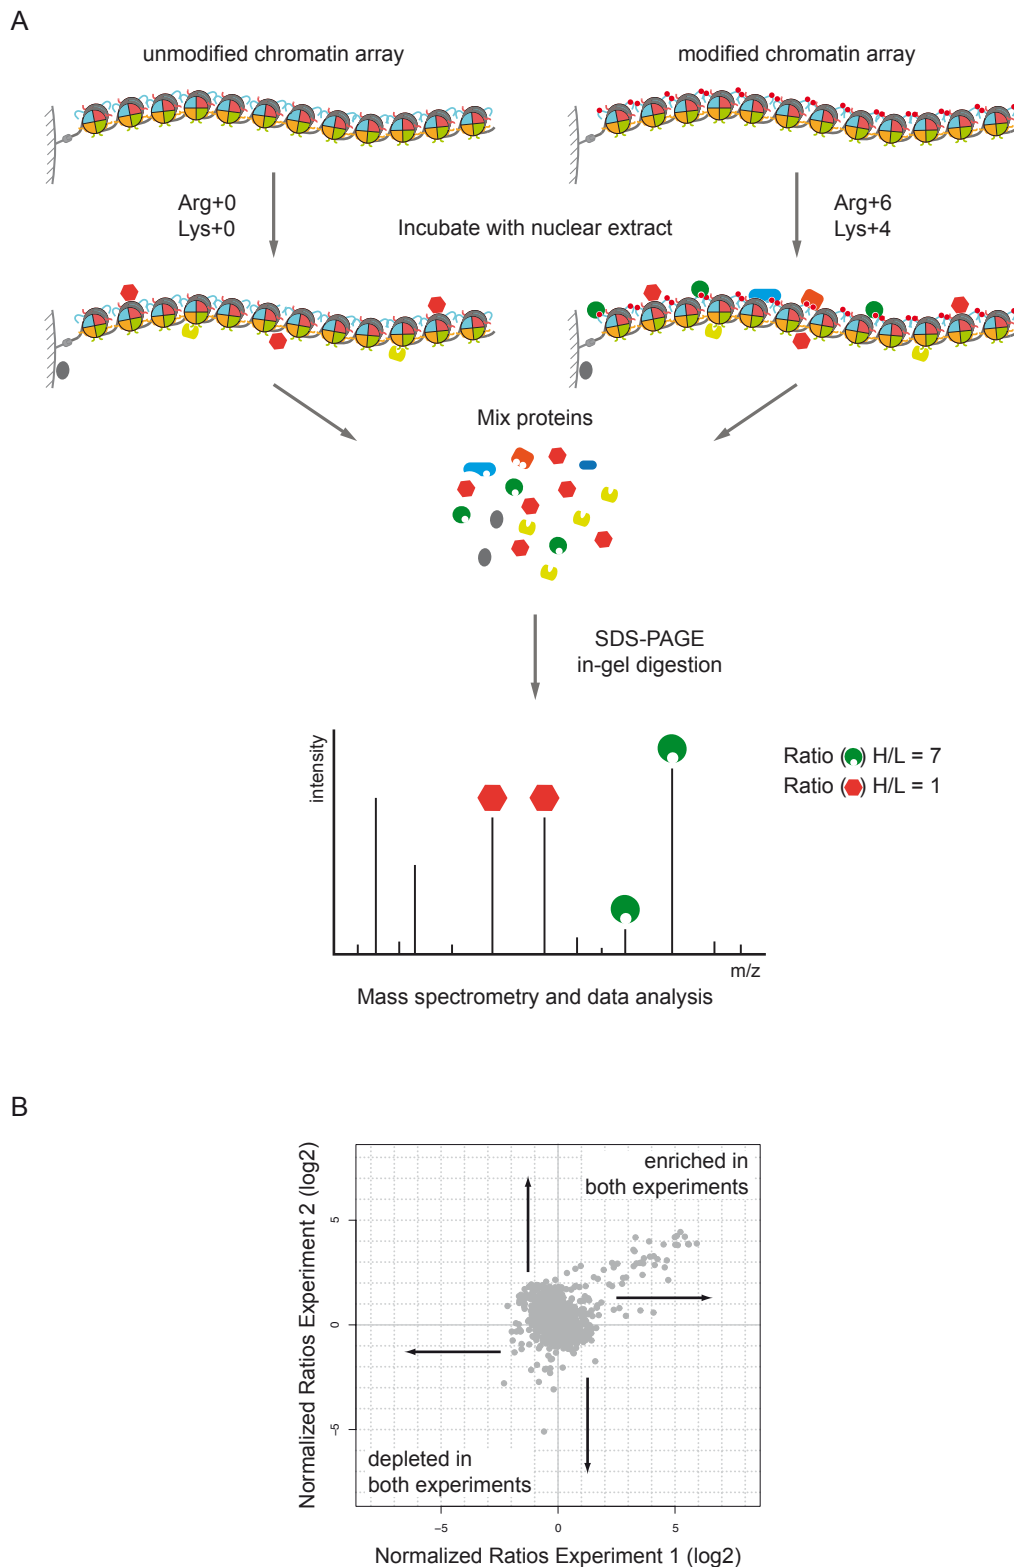 A
unmodified chromatin array
modified chromatin array
Arg+0
Lys+0
Incubate with nuclear extract
Arg+6
Lys+4
Mix proteins
SDS-PAGE
in-gel digestion
intensity
Ratio () H/L = 7
Ratio () H/L = 1
m/z
Mass spectrometry and data analysis
B
Normalized Ratios Experiment 2 (log2)
enriched in
both experiments
5
0
-5
depleted in
both experiments
-5 0 5
Normalized Ratios Experiment 1 (log2)